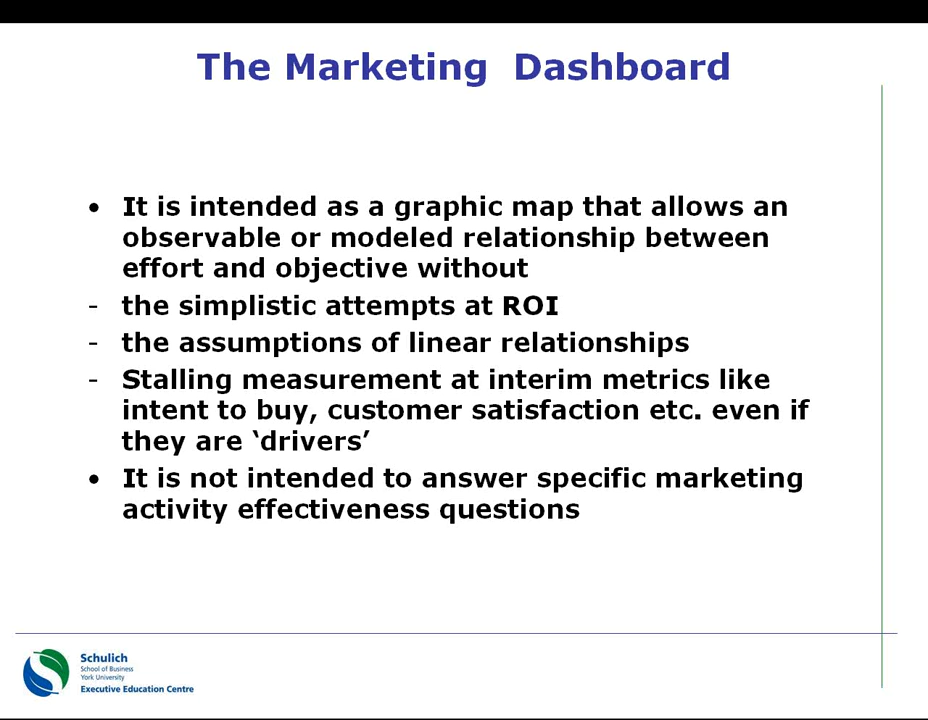 The Marketing Dashboard
• It is intended as a graphic map that allows an
observable or modeled relationship between
effort and objective without
- the simplistic attempts at ROI
- the assumptions of linear relationships
- Stalling measurement at interim metrics like
intent to buy, customer satisfaction etc. even if
they are ‘drivers’
• It is not intended to answer specific marketing
activity effectiveness questions
Schulich
School of Business
York University
Executive Education Centre